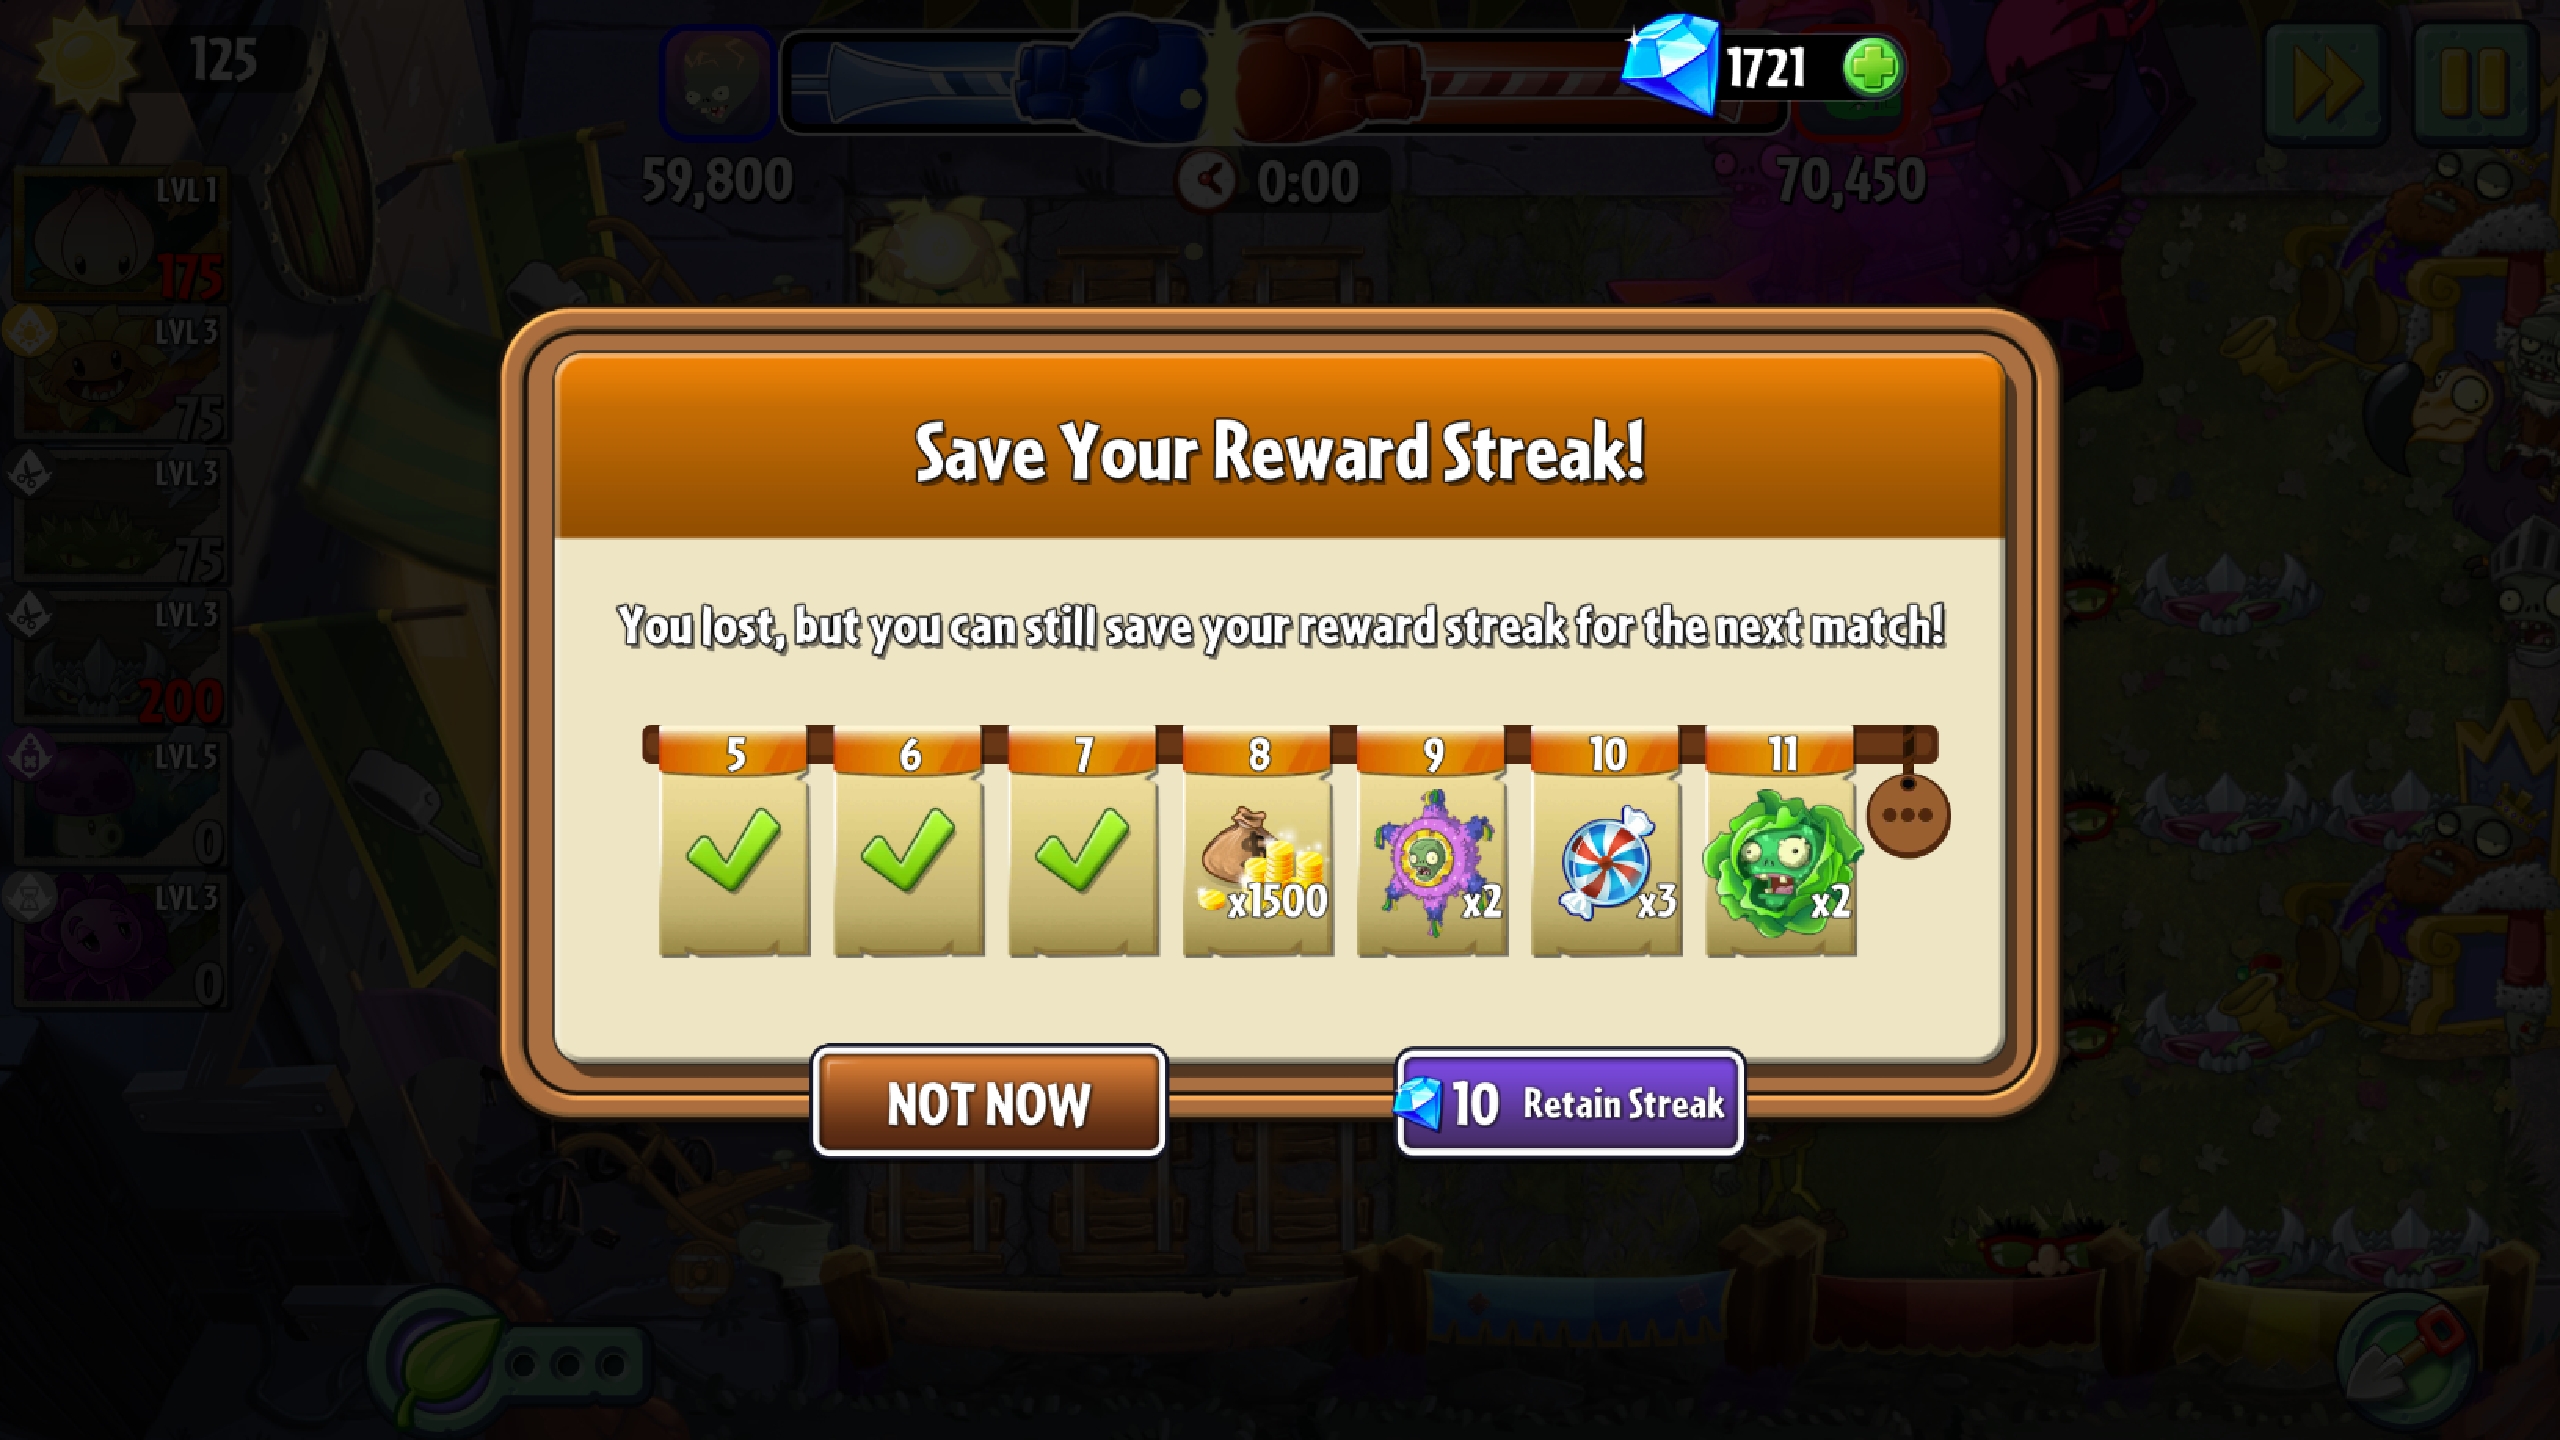 125
1721
59,800
0:00
70,450
LVL 1
175
LVL 3
75
LVL 3
75
LVL 3
200
LVL 5
0
LVL 3
0
Save Your Reward Streak!
You lost, but you can still save your reward streak for the next match!
5 6 7 8 9 10 11
x1500 x2 x3 x2
NOT NOW
10 Retain Streak